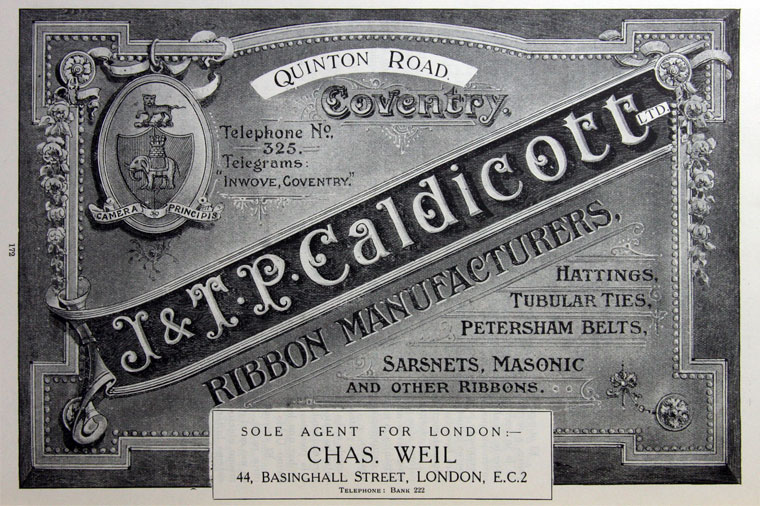 QUINTON ROAD.
Coventry.
Telephone No,
325.
Telegrams:
"INWOVE, COVENTRY."
CAMERA PRINCIPIS
J & T. P. Caldicott LTD.
RIBBON MANUFACTURERS.
HATTINGS,
TUBULAR TIES,
PETERSHAM BELTS,
SARSNETS, MASONIC
AND OTHER RIBBONS.
SOLE AGENT FOR LONDON:—
CHAS. WEIL
44, BASINGHALL STREET, LONDON, E.C.2
TELEPHONE: BANK 222
172